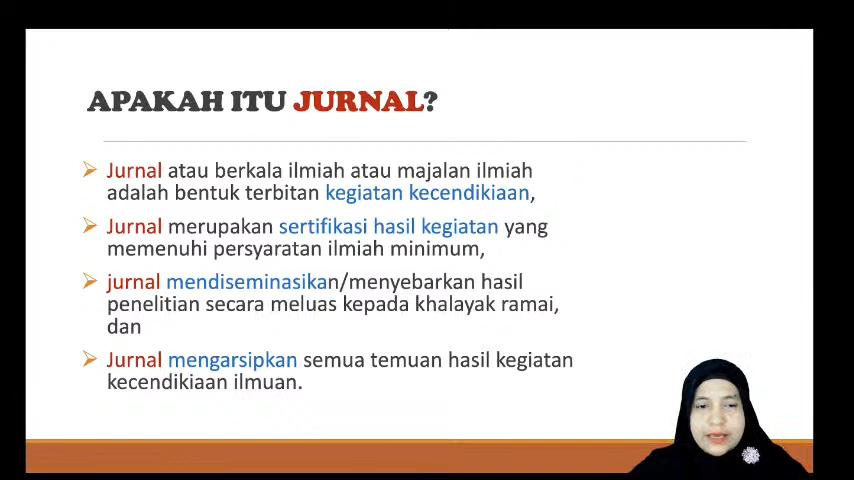 APAKAH ITU JURNAL?
Jurnal atau berkala ilmiah atau majalan ilmiah
adalah bentuk terbitan kegiatan kecendikiaan,
Jurnal merupakan sertifikasi hasil kegiatan yang
memenuhi persyaratan ilmiah minimum,
jurnal mendiseminasikan/menyebarkan hasil
penelitian secara meluas kepada khalayak ramai,
dan
Jurnal mengarsipkan semua temuan hasil kegiatan
kecendikiaan ilmuan.